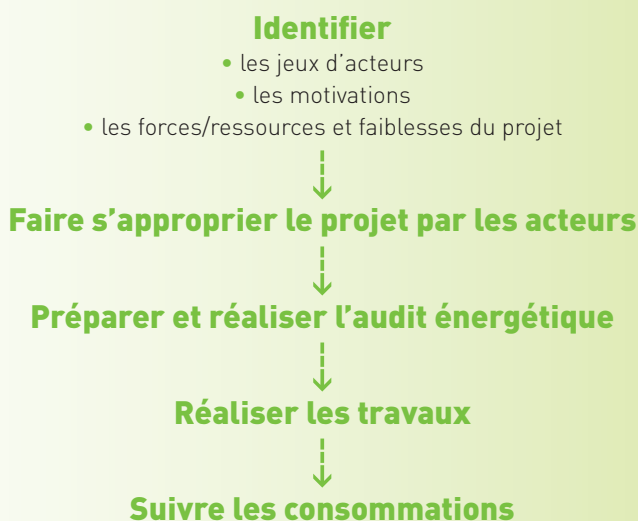 Identifier
• les jeux d’acteurs
• les motivations
• les forces/ressources et faiblesses du projet
Faire s’approprier le projet par les acteurs
Préparer et réaliser l’audit énergétique
Réaliser les travaux
Suivre les consommations